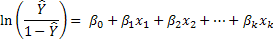 ln(Ŷ/(1−Ŷ)) = β₀ + β₁x₁ + β₂x₂ + ⋯ + βₖxₖ